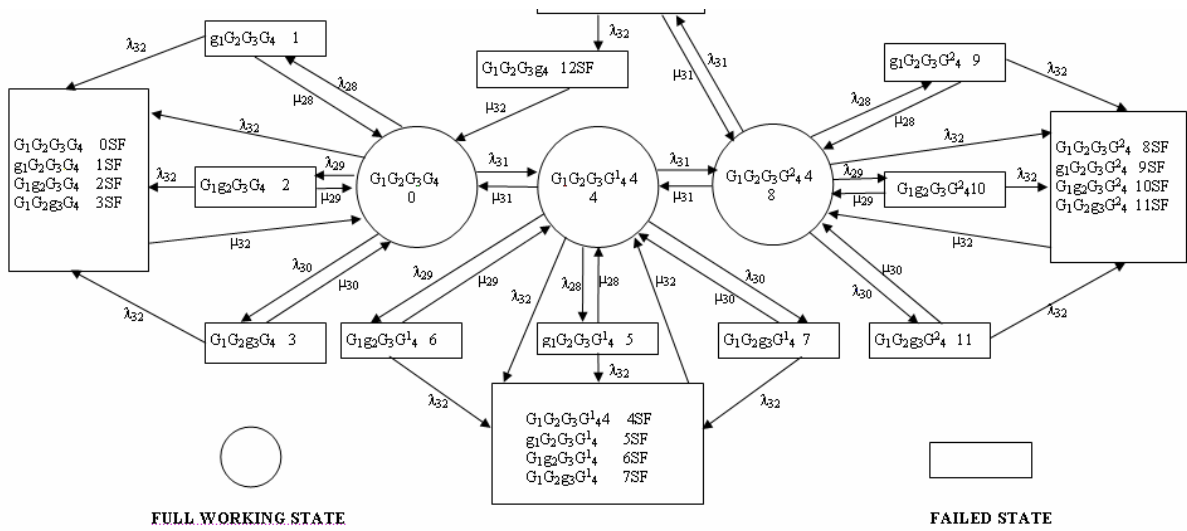 λ32
g1G2G3G4 1
λ32
G1G2G3g4 12SF
μ32
μ31
λ31
g1G2G3G²4 9
λ32
μ28
λ28
λ28
μ28
G1G2G3G4 0SF
g1G2G3G4 1SF
G1g2G3G4 2SF
G1G2g3G4 3SF
λ32
λ32
G1g2G3G4 2
λ29
μ29
G1G2G3G4
0
λ31
μ31
G1G2G3G¹4 4
4
λ31
μ31
G1G2G3G²4 4
8
λ32
λ29
μ29
G1g2G3G²4 10
λ32
G1G2G3G²4 8SF
g1G2G3G²4 9SF
G1g2G3G²4 10SF
G1G2g3G²4 11SF
μ32
μ32
λ30
μ30
λ29
μ29
λ32
λ28
μ28
μ32
λ30
μ30
μ30
λ30
λ32
G1G2g3G4 3
G1g2G3G¹4 6
g1G2G3G¹4 5
G1G2g3G¹4 7
G1G2g3G²4 11
λ32
λ32
λ32
λ32
G1G2G3G¹44 4SF
g1G2G3G¹4 5SF
G1g2G3G¹4 6SF
G1G2g3G¹4 7SF
FULL WORKING STATE
FAILED STATE